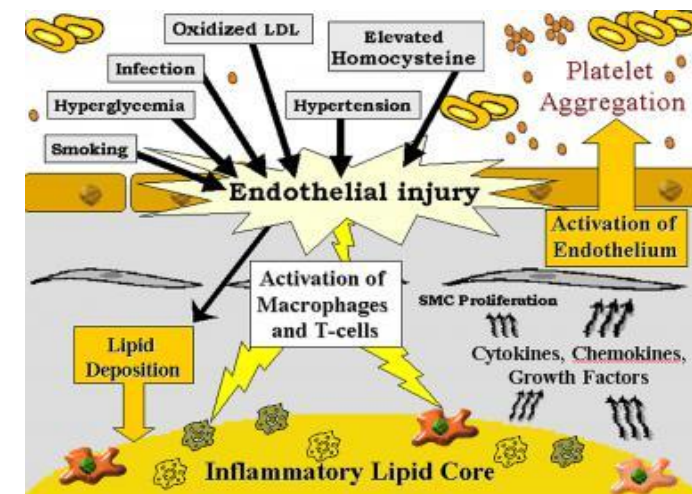 Oxidized LDL
Elevated
Homocysteine
Infection
Platelet
Aggregation
Hyperglycemia
Hypertension
Smoking
Endothelial injury
Activation of
Endothelium
Activation of
Macrophages
and T-cells
SMC Proliferation
Lipid
Deposition
Cytokines, Chemokines,
Growth Factors
Inflammatory Lipid Core